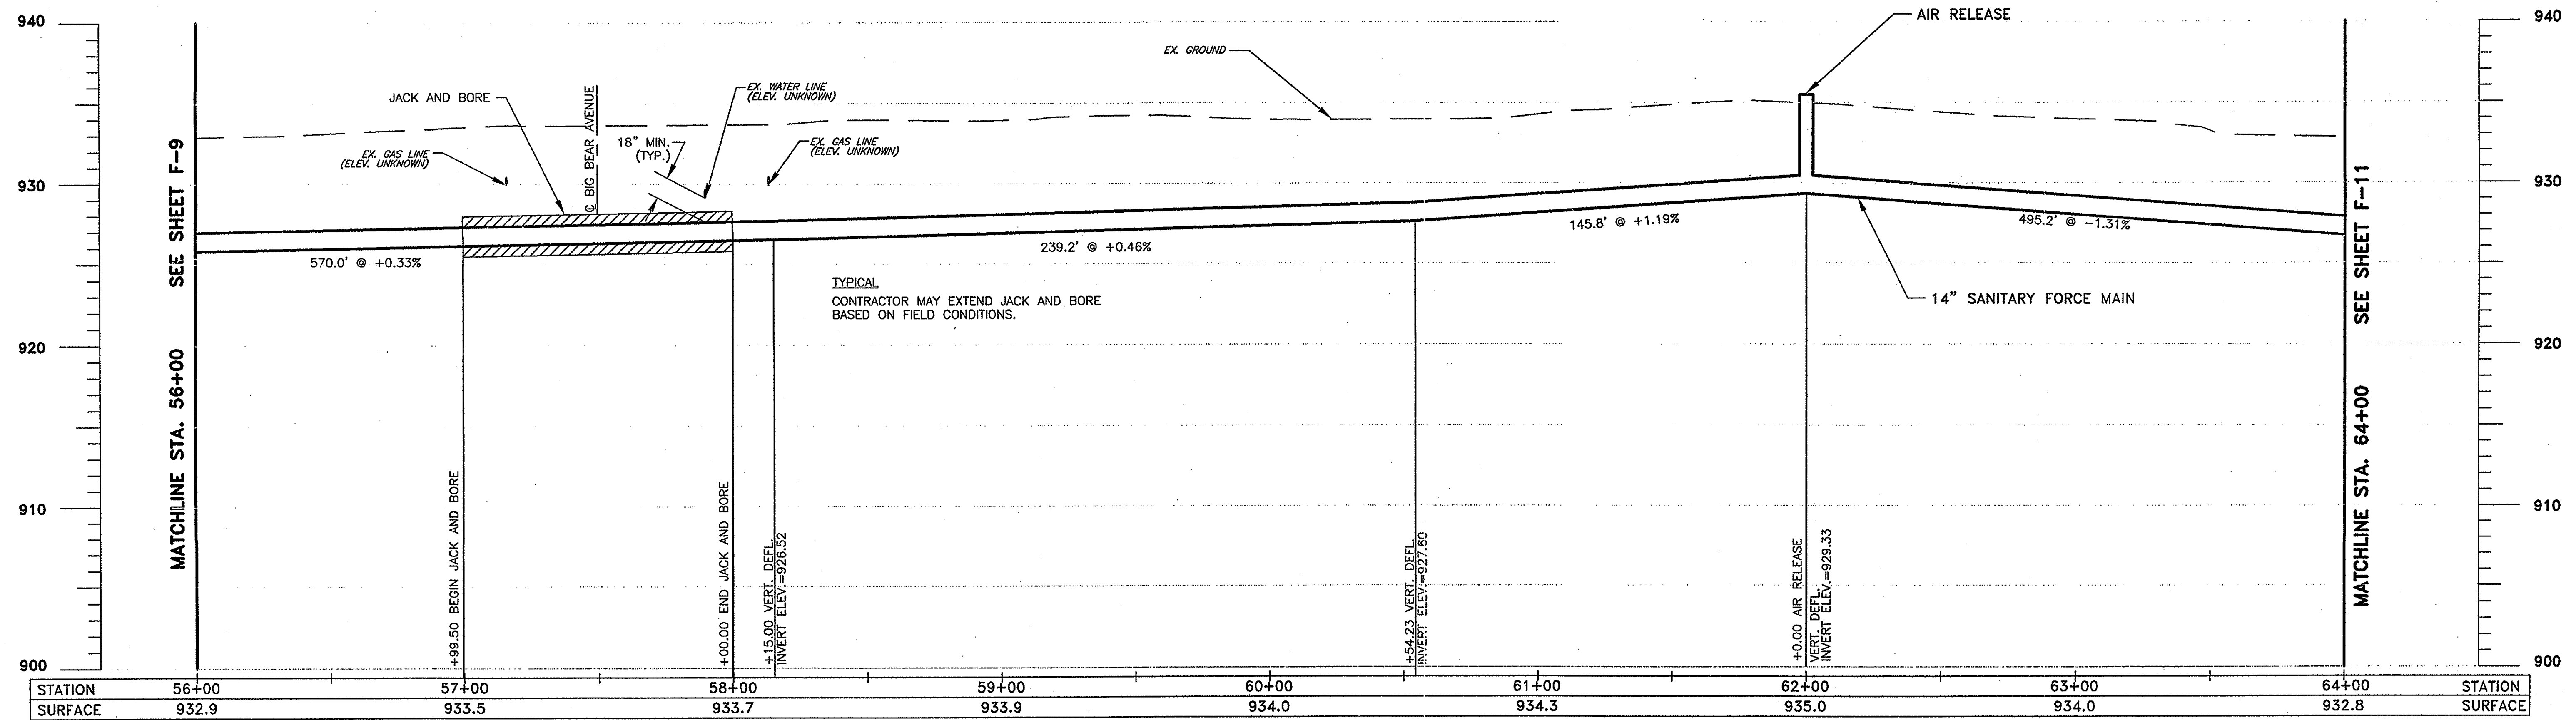 940
930
920
910
900
MATCHLINE STA. 56+00 SEE SHEET F-9
JACK AND BORE
EX. GAS LINE
(ELEV. UNKNOWN)
℄ BIG BEAR AVENUE
18" MIN.
(TYP.)
EX. WATER LINE
(ELEV. UNKNOWN)
EX. GAS LINE
(ELEV. UNKNOWN)
EX. GROUND
AIR RELEASE
570.0' @ +0.33%
239.2' @ +0.46%
145.8' @ +1.19%
495.2' @ -1.31%
TYPICAL
CONTRACTOR MAY EXTEND JACK AND BORE
BASED ON FIELD CONDITIONS.
14" SANITARY FORCE MAIN
+99.50 BEGIN JACK AND BORE
+00.00 END JACK AND BORE
+15.00 VERT. DEFL.
INVERT ELEV.=926.52
+54.23 VERT. DEFL.
INVERT ELEV.=927.60
+0.00 AIR RELEASE
VERT. DEFL.
INVERT ELEV.=929.33
MATCHLINE STA. 64+00 SEE SHEET F-11
940
930
920
910
900
STATION 56+00 57+00 58+00 59+00 60+00 61+00 62+00 63+00 64+00 STATION
SURFACE 932.9 933.5 933.7 933.9 934.0 934.3 935.0 934.0 932.8 SURFACE